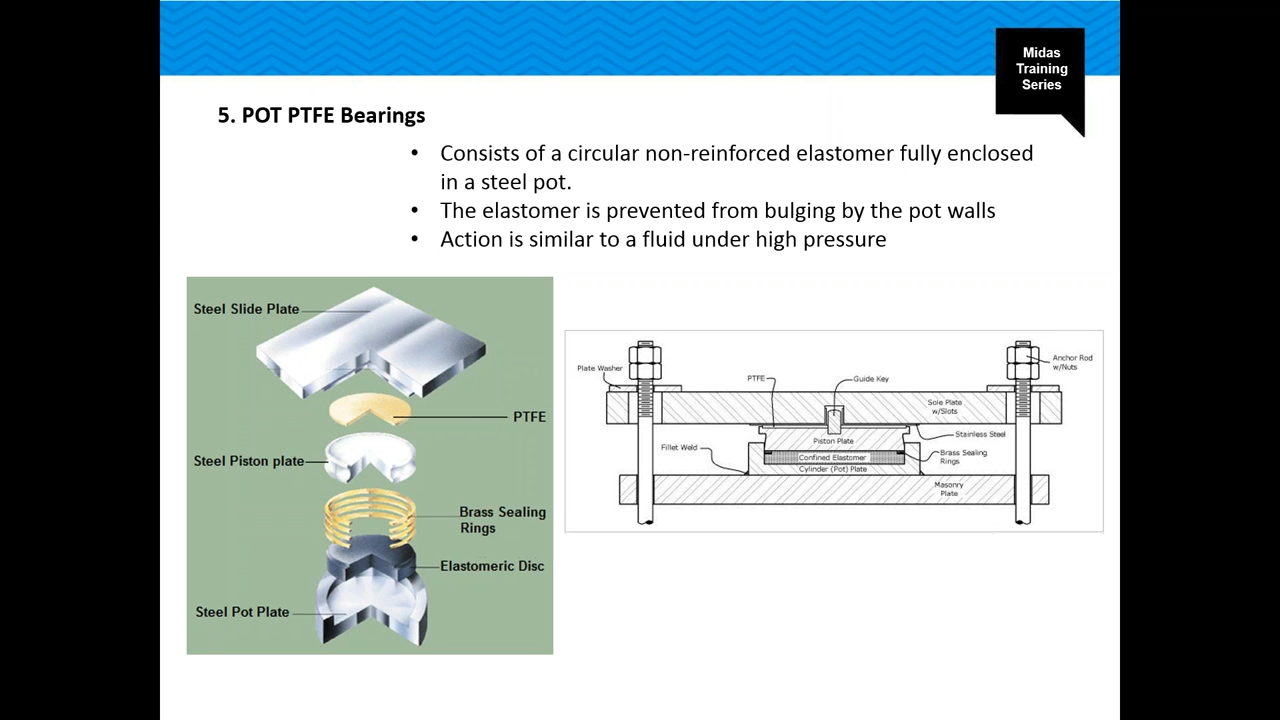 Midas
Training
Series
5. POT PTFE Bearings
• Consists of a circular non-reinforced elastomer fully enclosed
in a steel pot.
• The elastomer is prevented from bulging by the pot walls
• Action is similar to a fluid under high pressure
Steel Slide Plate
PTFE
Steel Piston plate
Brass Sealing
Rings
Elastomeric Disc
Steel Pot Plate
Plate Washer
PTFE
Guide Key
Anchor Rod
w/Nuts
Sole Plate
w/Slots
Stainless Steel
Piston Plate
Fillet Weld
Brass Sealing
Rings
Confined Elastomer
Cylinder (Pot) Plate
Masonry
Plate